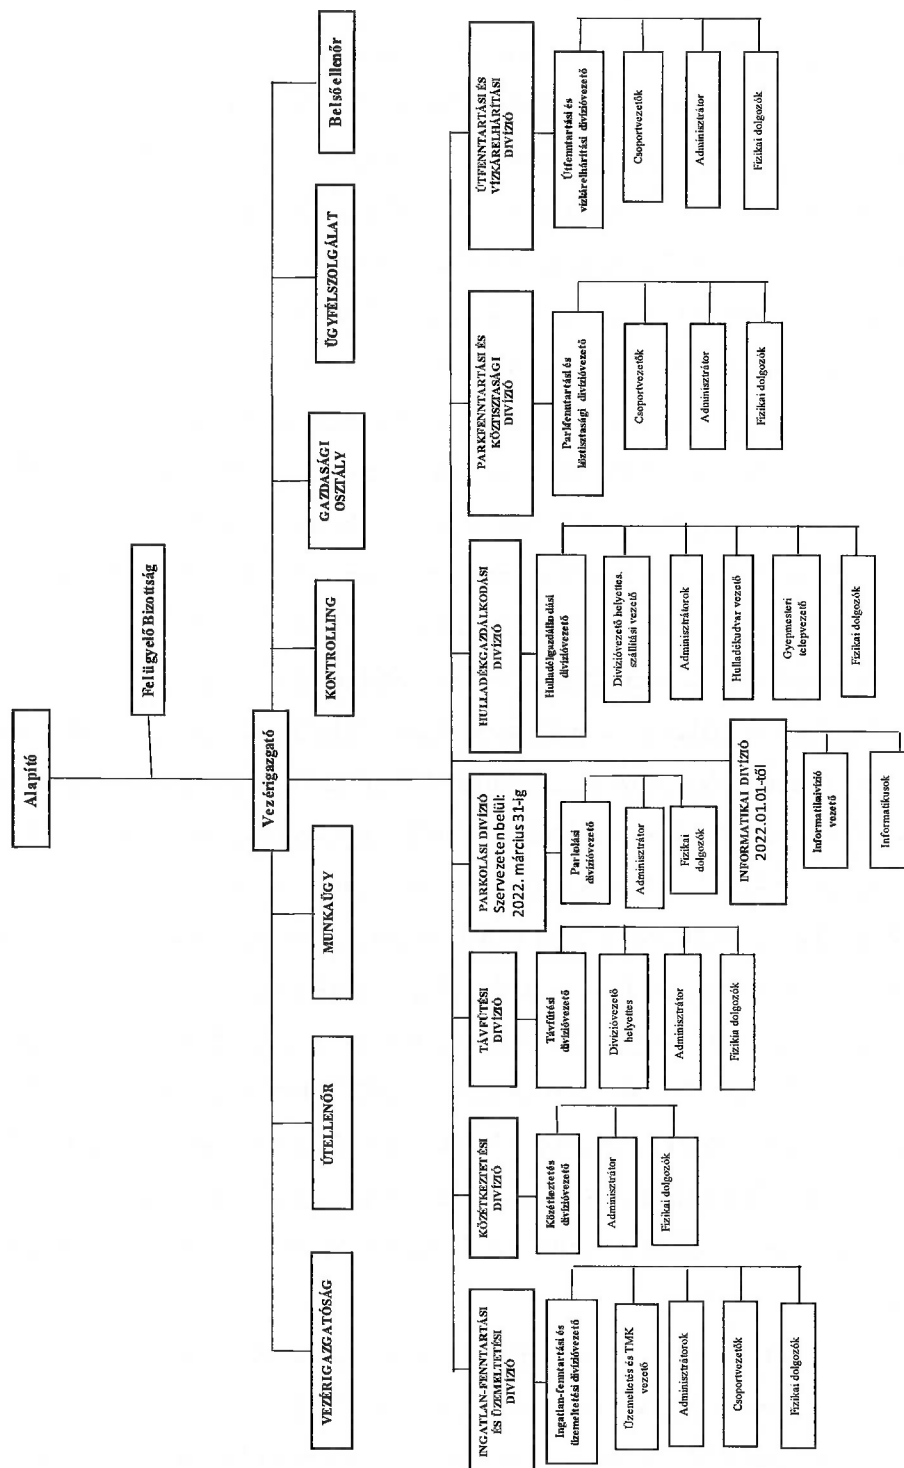 Alapító
Felügyelő Bizottság
Vezérigazgató
VEZÉRIGAZGATÓSÁG
ÚTELLENŐR
MUNKAÜGY
KONTROLLING
GAZDASÁGI
OSZTÁLY
ÜGYFÉLSZOLGÁLAT
Belső ellenőr
INGATLAN-FENNTARTÁSI
ÉS ÜZEMELTETÉSI
DIVÍZIÓ
Ingatlan-fenntartási és
üzemeltetési divízióvezető
Üzemeltetés és TMK
vezető
Adminisztrátorok
Csoportvezetők
Fizikai dolgozók
KÖZÉTKEZTETÉSI
DIVÍZIÓ
Közétkeztetés
divízióvezető
Adminisztrátor
Fizikai dolgozók
TÁVFŰTÉSI
DIVÍZIÓ
Távfűtési
divízióvezető
Divízióvezető
helyettes
Adminisztrátor
Fizikia dolgozók
PARKOLÁSI DIVÍZIÓ
Szervezeten belül:
2022. március 31-ig
Parkolási
divízióvezető
Adminisztrátor
Fizikai
dolgozók
INFORMATIKAI DIVÍZIÓ
2022.01.01-től
Informatikaivízió
vezető
Informatikusok
HULLADÉKGAZDÁLKODÁSI
DIVÍZIÓ
Hulladékgazdálkodási
divízióvezető
Divízióvezető helyettes,
szállítási vezető
Adminisztrátorok
Hulladékudvar vezető
Gyepmesteri
telepvezető
Fizikai dolgozók
PARKFENNTARTÁSI ÉS
KÖZTISZTASÁGI
DIVÍZIÓ
Parkfenntartási és
köztisztasági divízióvezető
Csoportvezetők
Adminisztrátor
Fizikai dolgozók
ÚTFENNTARTÁSI ÉS
VÍZKÁRELHÁRÍTÁSI
DIVÍZIÓ
Útfenntartási és
vízkárelhárítási divízióvezető
Csoportvezetők
Adminisztrátor
Fizikai dolgozók